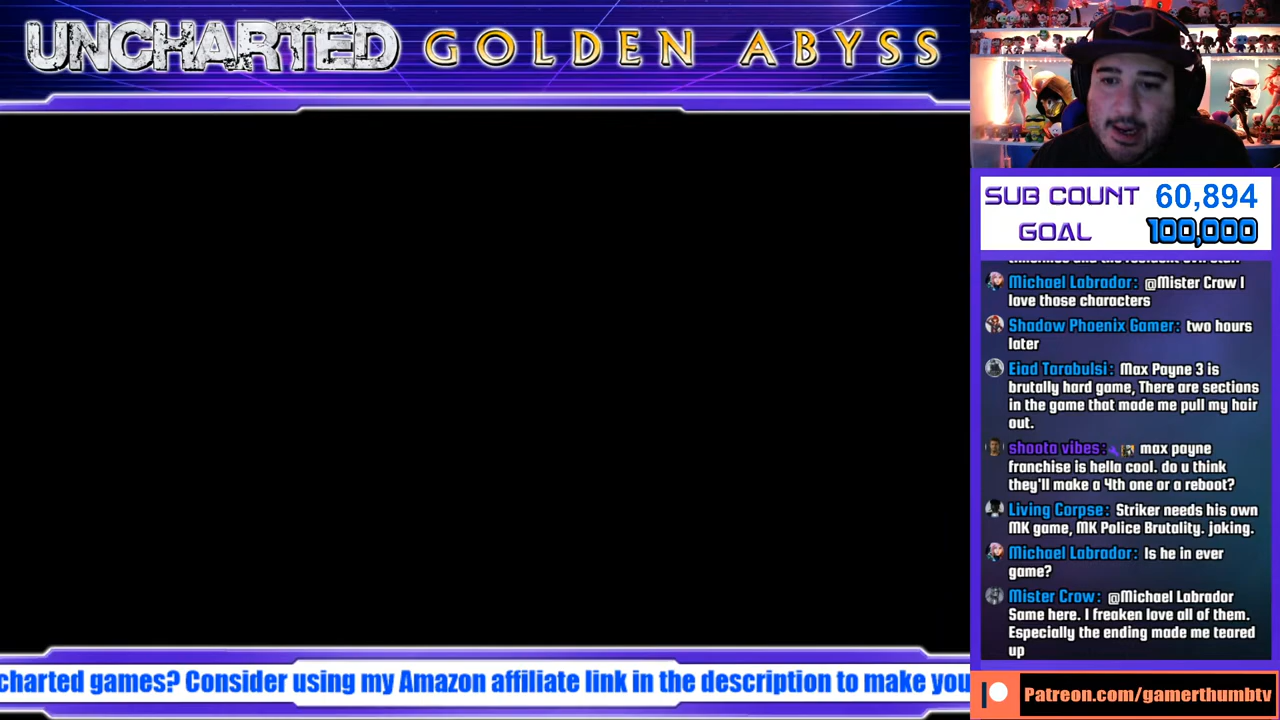 UNCHARTED GOLDEN ABYSS
SUB COUNT 60,894
GOAL 100,000
Michael Labrador: @Mister Crow I
love those characters
Shadow Phoenix Gamer: two hours
later
Eiad Tarabulsi: Max Payne 3 is
brutally hard game, There are sections
in the game that made me pull my hair
out.
shoota vibes: max payne
franchise is hella cool. do u think
they'll make a 4th one or a reboot?
Living Corpse: Striker needs his own
MK game, MK Police Brutality. joking.
Michael Labrador: Is he in ever
game?
Mister Crow: @Michael Labrador
Same here. I freaken love all of them.
Especially the ending made me teared
up
charted games? Consider using my Amazon affiliate link in the description to make you
Patreon.com/gamerthumbtv